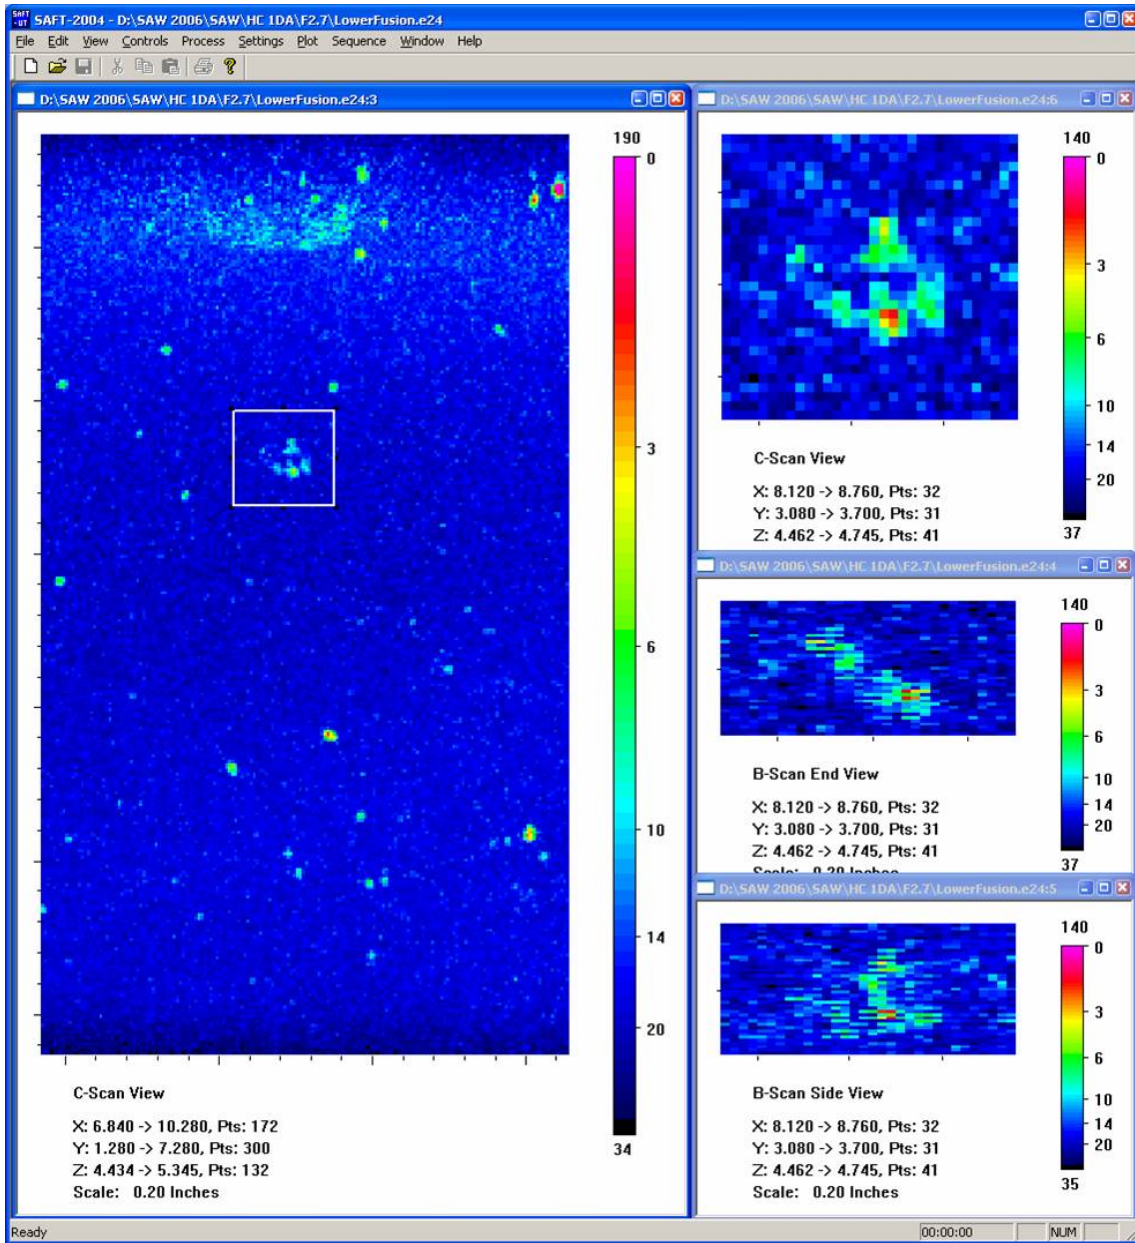 SAFT-2004 - D:\SAW 2006\SAW\HC 1DA\F2.7\LowerFusion.e24
File Edit View Controls Process Settings Plot Sequence Window Help
D:\SAW 2006\SAW\HC 1DA\F2.7\LowerFusion.e24:3
190
0
3
6
10
14
20
34
C-Scan View
X: 6.840 -> 10.280, Pts: 172
Y: 1.280 -> 7.280, Pts: 300
Z: 4.434 -> 5.345, Pts: 132
Scale: 0.20 Inches
D:\SAW 2006\SAW\HC 1DA\F2.7\LowerFusion.e24:6
140
0
3
6
10
14
20
37
C-Scan View
X: 8.120 -> 8.760, Pts: 32
Y: 3.080 -> 3.700, Pts: 31
Z: 4.462 -> 4.745, Pts: 41
D:\SAW 2006\SAW\HC 1DA\F2.7\LowerFusion.e24:4
140
0
3
6
10
14
20
37
B-Scan End View
X: 8.120 -> 8.760, Pts: 32
Y: 3.080 -> 3.700, Pts: 31
Z: 4.462 -> 4.745, Pts: 41
Scale: 0.20 Inches
D:\SAW 2006\SAW\HC 1DA\F2.7\LowerFusion.e24:5
140
0
3
6
10
14
20
35
B-Scan Side View
X: 8.120 -> 8.760, Pts: 32
Y: 3.080 -> 3.700, Pts: 31
Z: 4.462 -> 4.745, Pts: 41
Scale: 0.20 Inches
Ready 00:00:00 NUM